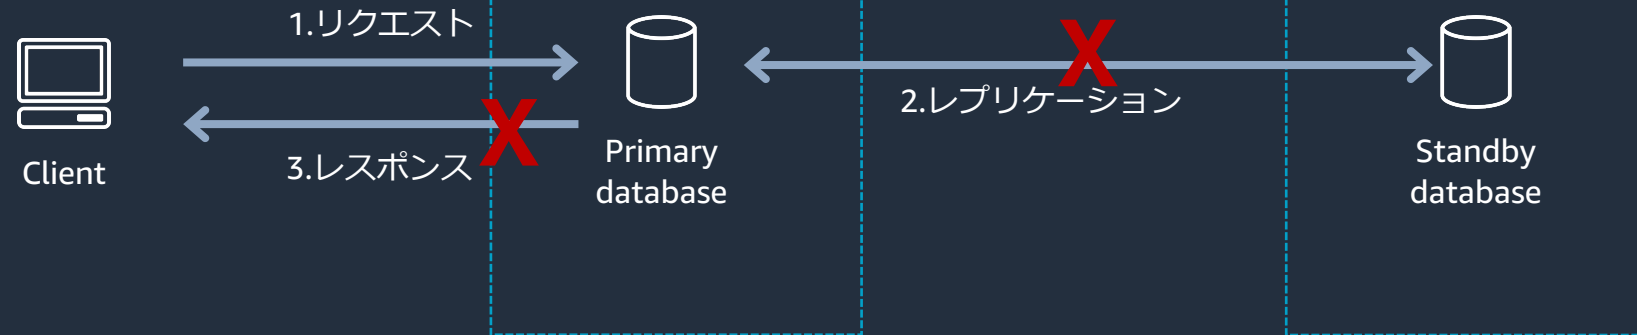 1.リクエスト
2.レプリケーション
3.レスポンス
Client
Primary
database
Standby
database